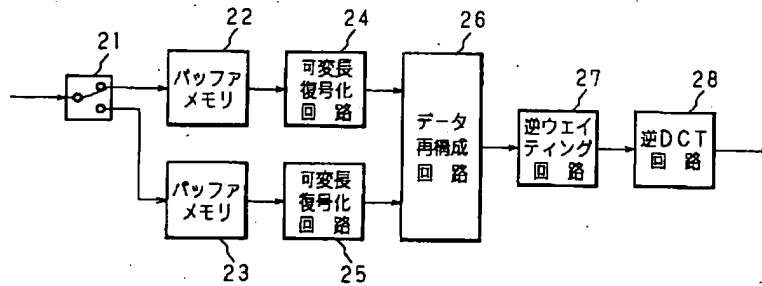 21
22
バッファ
メモリ
24
可変長
復号化
回路
26
データ
再構成
回路
27
逆ウェイ
ティング
回路
28
逆DCT
回路
バッファ
メモリ
23
可変長
復号化
回路
25